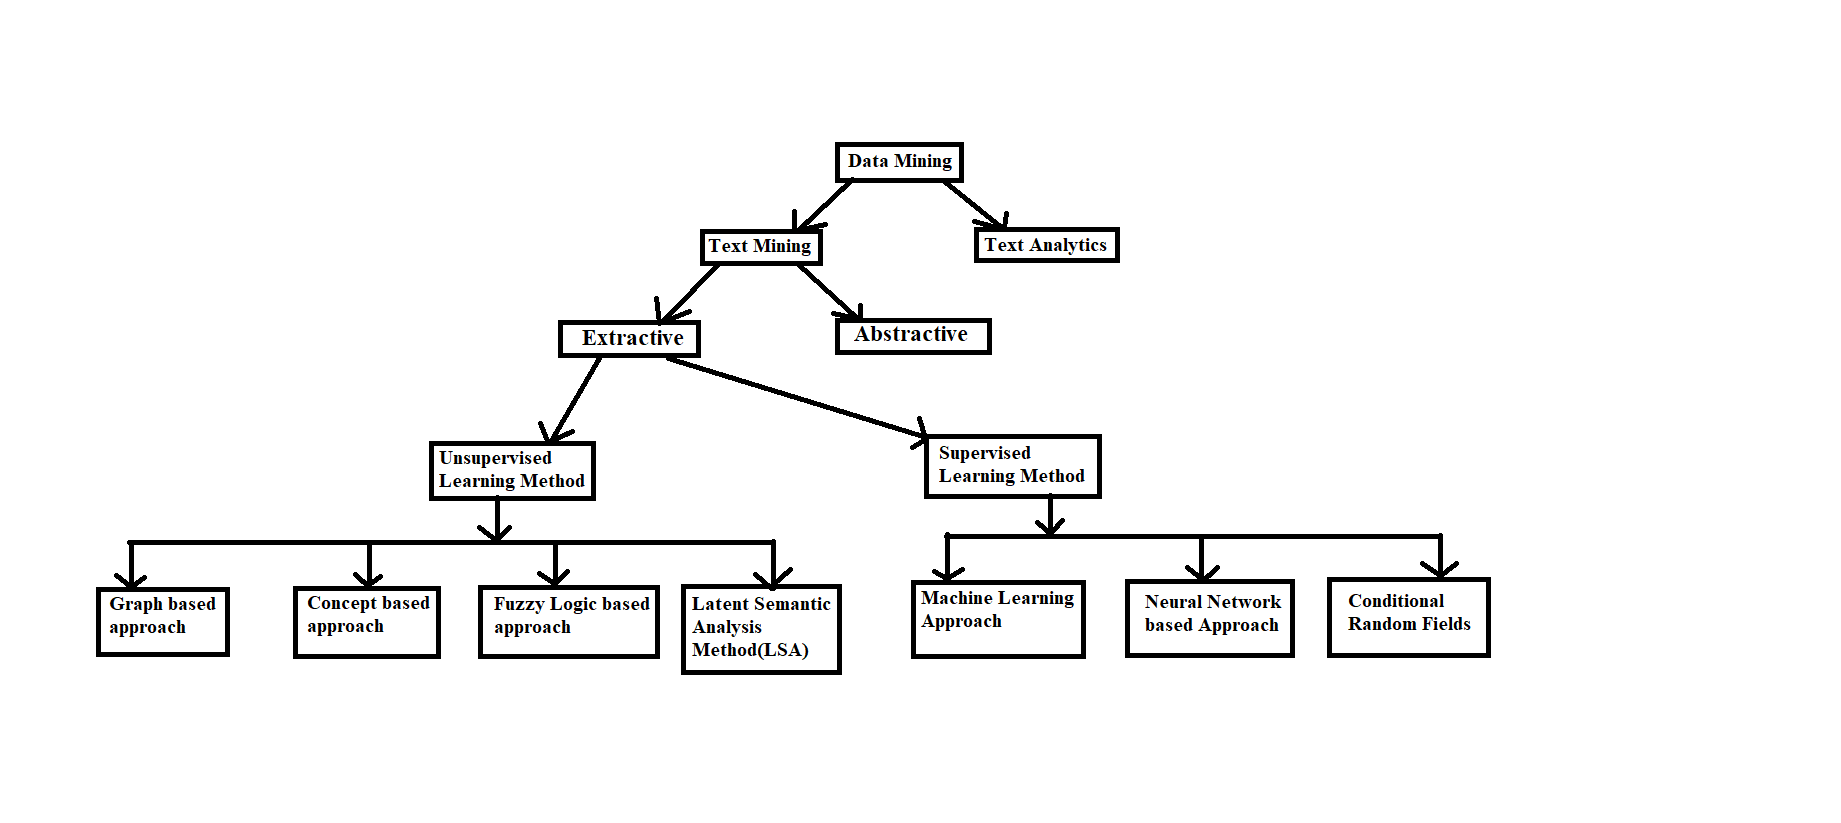 Data Mining
Text Mining
Text Analytics
Extractive
Abstractive
Unsupervised
Learning Method
Supervised
Learning Method
Graph based
approach
Concept based
approach
Fuzzy Logic based
approach
Latent Semantic
Analysis
Method(LSA)
Machine Learning
Approach
Neural Network
based Approach
Conditional
Random Fields